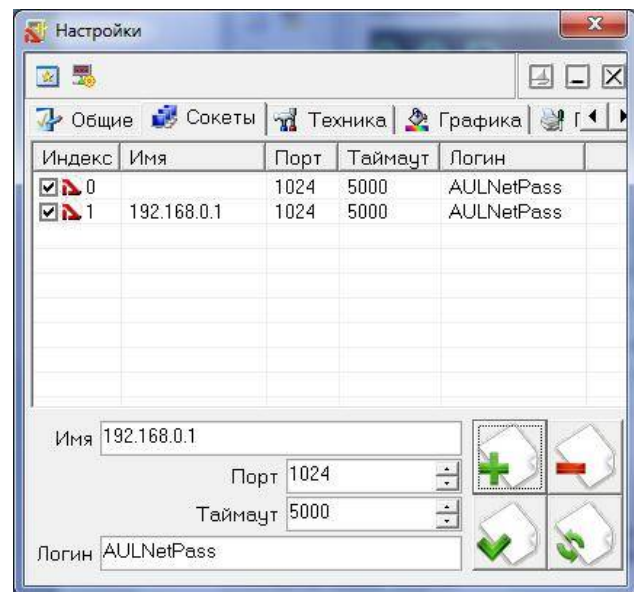 Настройки
Общие Сокеты Техника Графика
Индекс Имя Порт Таймаут Логин
0 1024 5000 AULNetPass
1 192.168.0.1 1024 5000 AULNetPass
Имя 192.168.0.1
Порт 1024
Таймаут 5000
Логин AULNetPass